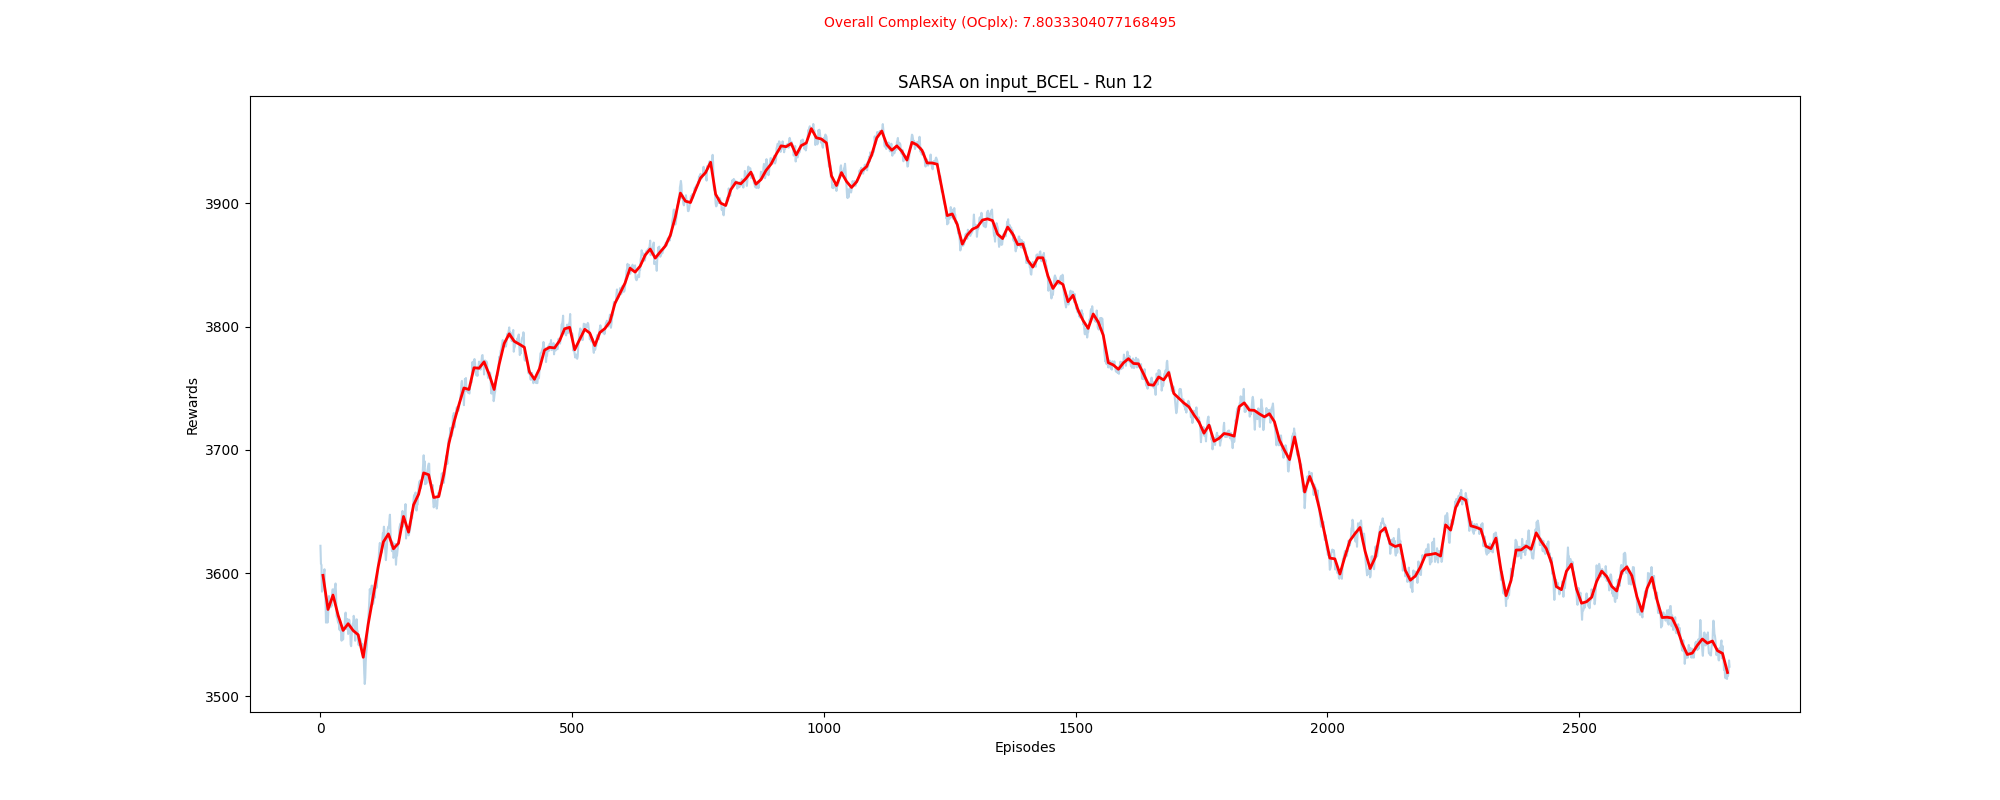 Overall Complexity (OCplx): 7.8033304077168495
SARSA on input_BCEL - Run 12
3900
3800
3700
3600
3500
Rewards
0 500 1000 1500 2000 2500
Episodes